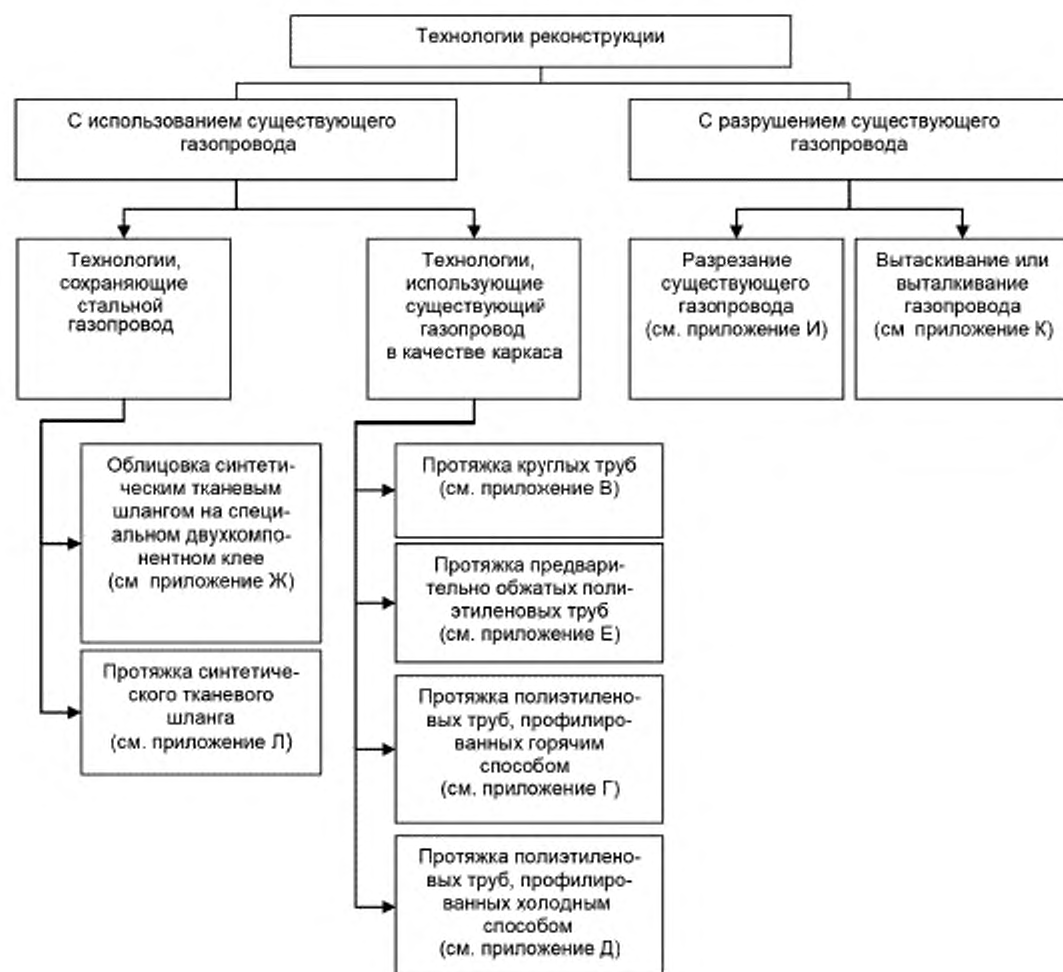 Технологии реконструкции
С использованием существующего
газопровода
С разрушением существующего
газопровода
Технологии,
сохраняющие
стальной
газопровод
Технологии,
использующие
существующий
газопровод
в качестве каркаса
Разрезание
существующего
газопровода
(см. приложение И)
Вытаскивание или
выталкивание
газопровода
(см приложение К)
Облицовка синтети-
ческим тканевым
шлангом на специ-
альном двухкомпо-
нентном клее
(см приложение Ж)
Протяжка синтетиче-
ского тканевого
шланга
(см. приложение Л)
Протяжка круглых труб
(см. приложение В)
Протяжка предвари-
тельно обжатых поли-
этиленовых труб
(см. приложение Е)
Протяжка полиэтилено-
вых труб, профилиро-
ванных горячим
способом
(см. приложение Г)
Протяжка полиэтилено-
вых труб, профилиро-
ванных холодным
способом
(см. приложение Д)